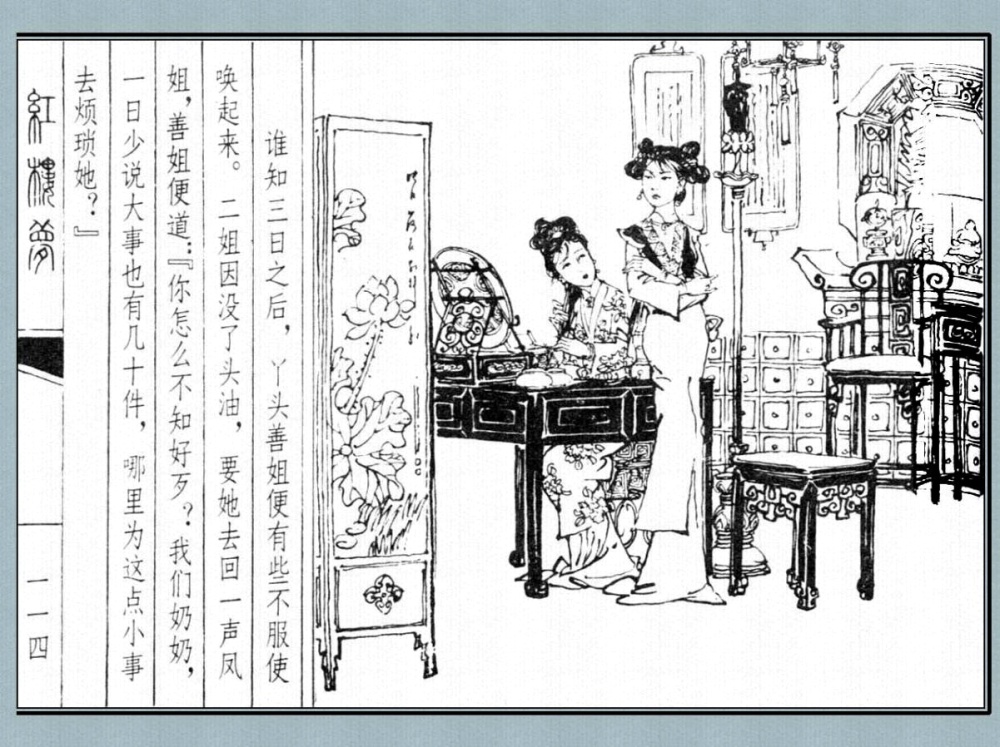 谁知三日之后，丫头善姐便有些不服使
唤起来。二姐因没了头油，要她去回一声凤
姐，善姐便道：『你怎么不知好歹？我们奶奶，
一日少说大事也有几十件，哪里为这点小事
去烦琐她？』
紅樓夢
一一四